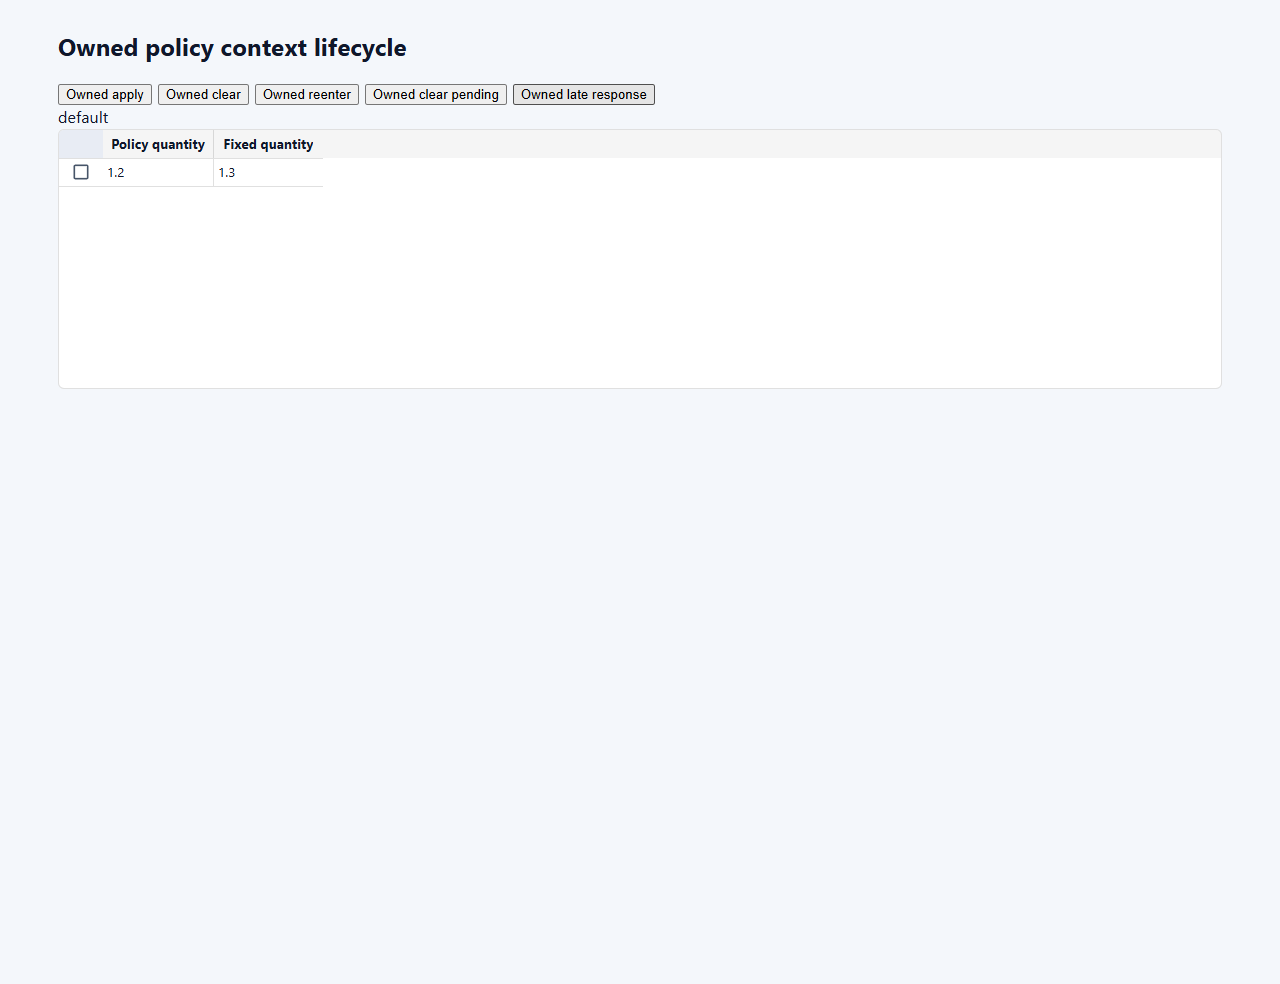 Owned policy context lifecycle
Owned apply Owned clear Owned reenter Owned clear pending Owned late response
default
Policy quantity Fixed quantity
1.2 1.3